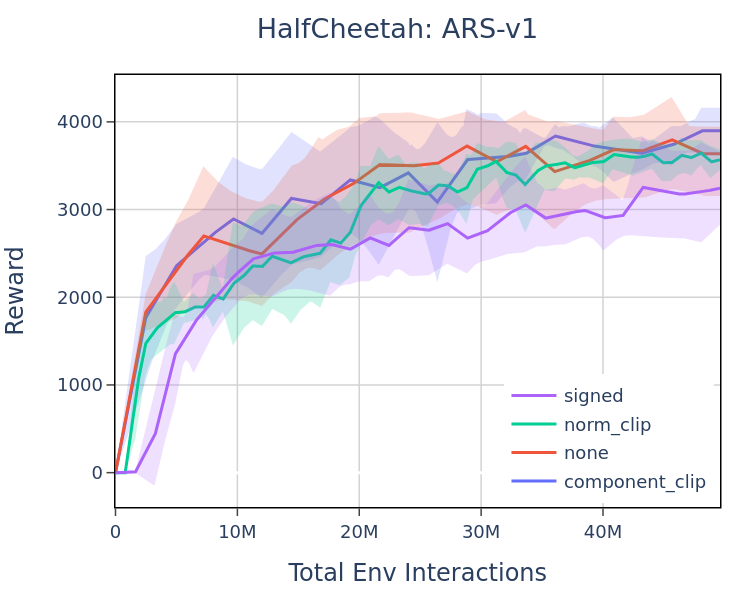 HalfCheetah: ARS-v1
Reward
4000
3000
2000
1000
0
signed
norm_clip
none
component_clip
0
10M
20M
30M
40M
Total Env Interactions